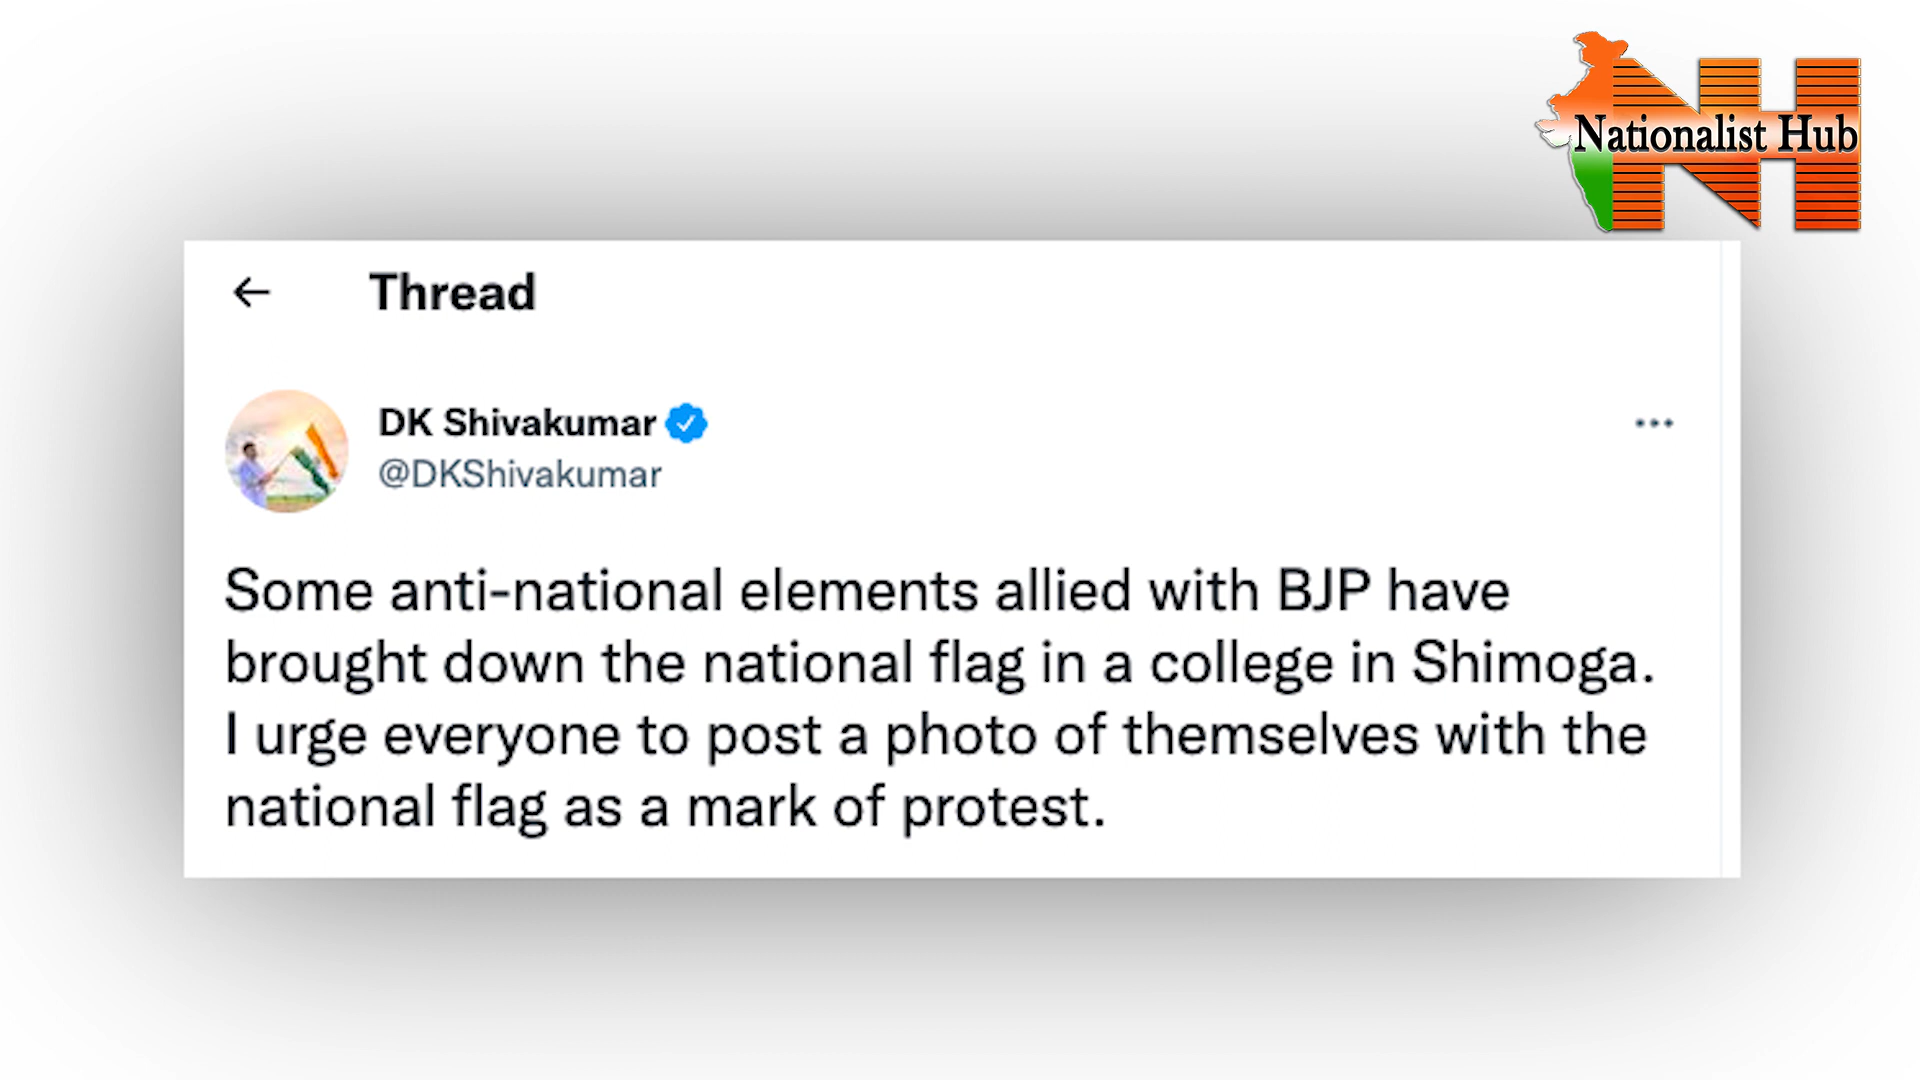 Nationalist Hub
Thread
DK Shivakumar
@DKShivakumar
Some anti-national elements allied with BJP have
brought down the national flag in a college in Shimoga.
I urge everyone to post a photo of themselves with the
national flag as a mark of protest.